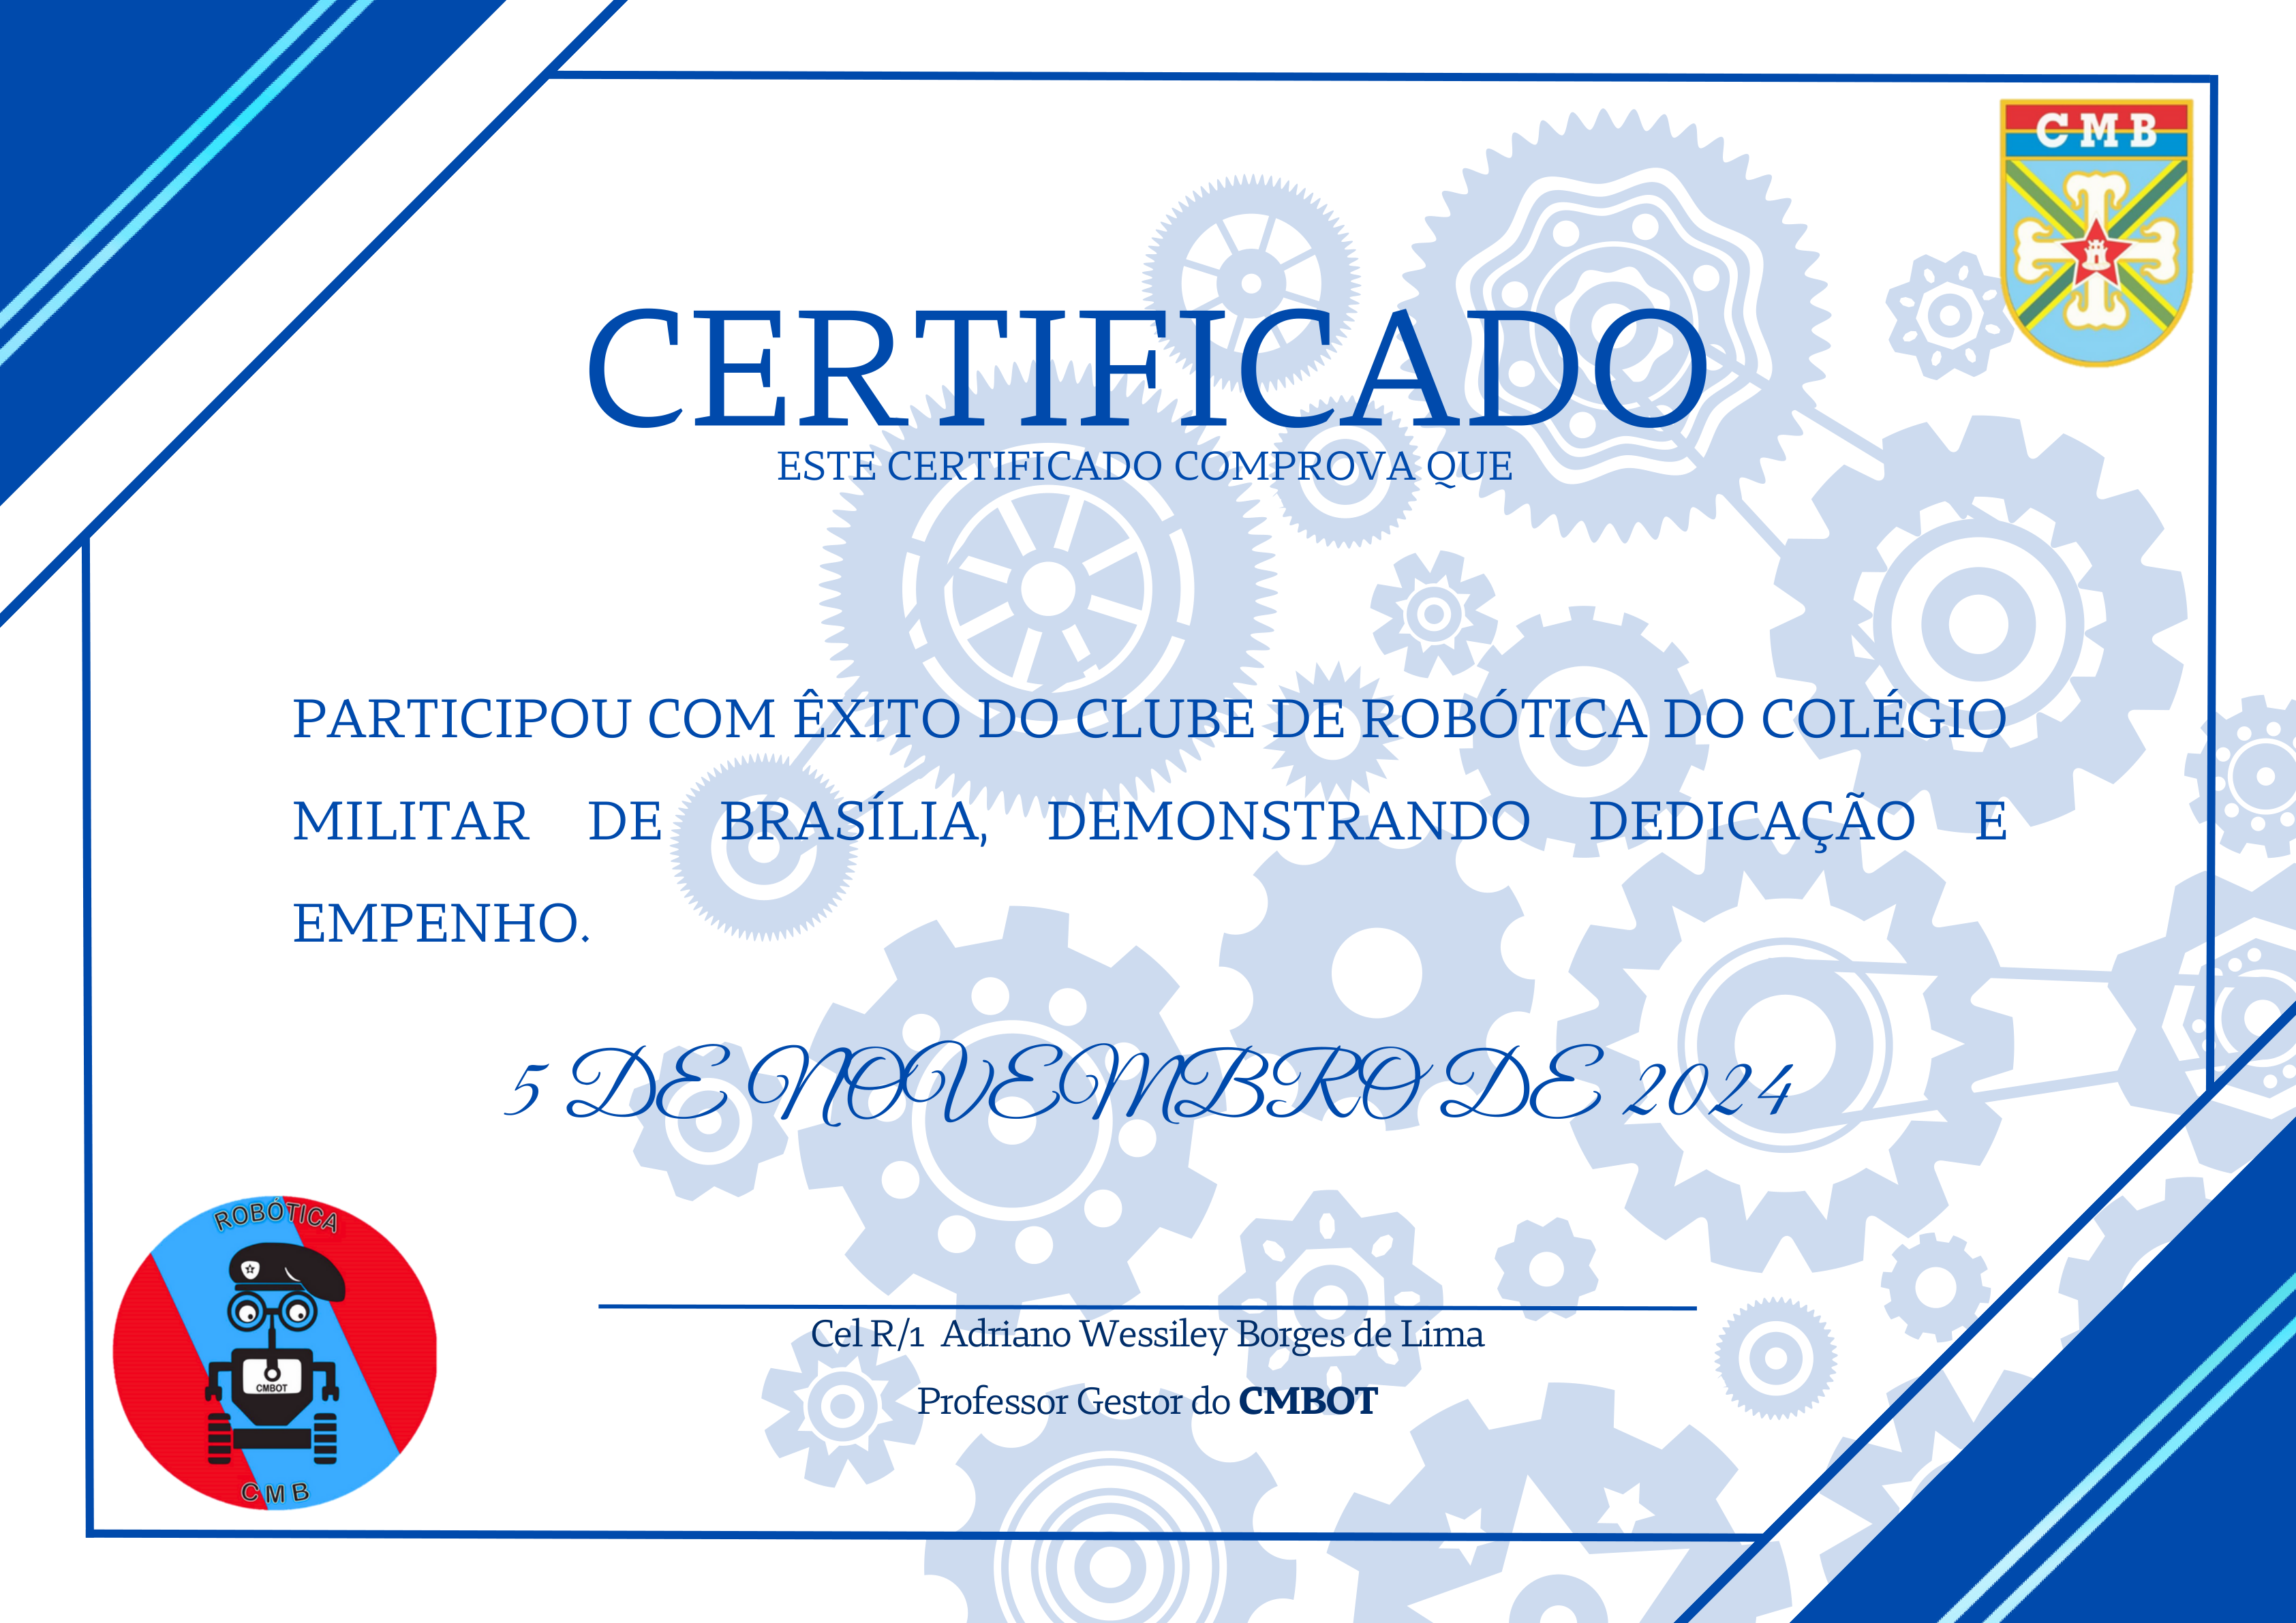 CMB
CERTIFICADO
ESTE CERTIFICADO COMPROVA QUE
PARTICIPOU COM ÊXITO DO CLUBE DE ROBÓTICA DO COLÉGIO
MILITAR DE BRASÍLIA, DEMONSTRANDO DEDICAÇÃO E
EMPENHO.
5 DE NOVEMBRO DE 2024
ROBÓTICA
CMBOT
CMB
Cel R/1 Adriano Wessiley Borges de Lima
Professor Gestor do CMBOT